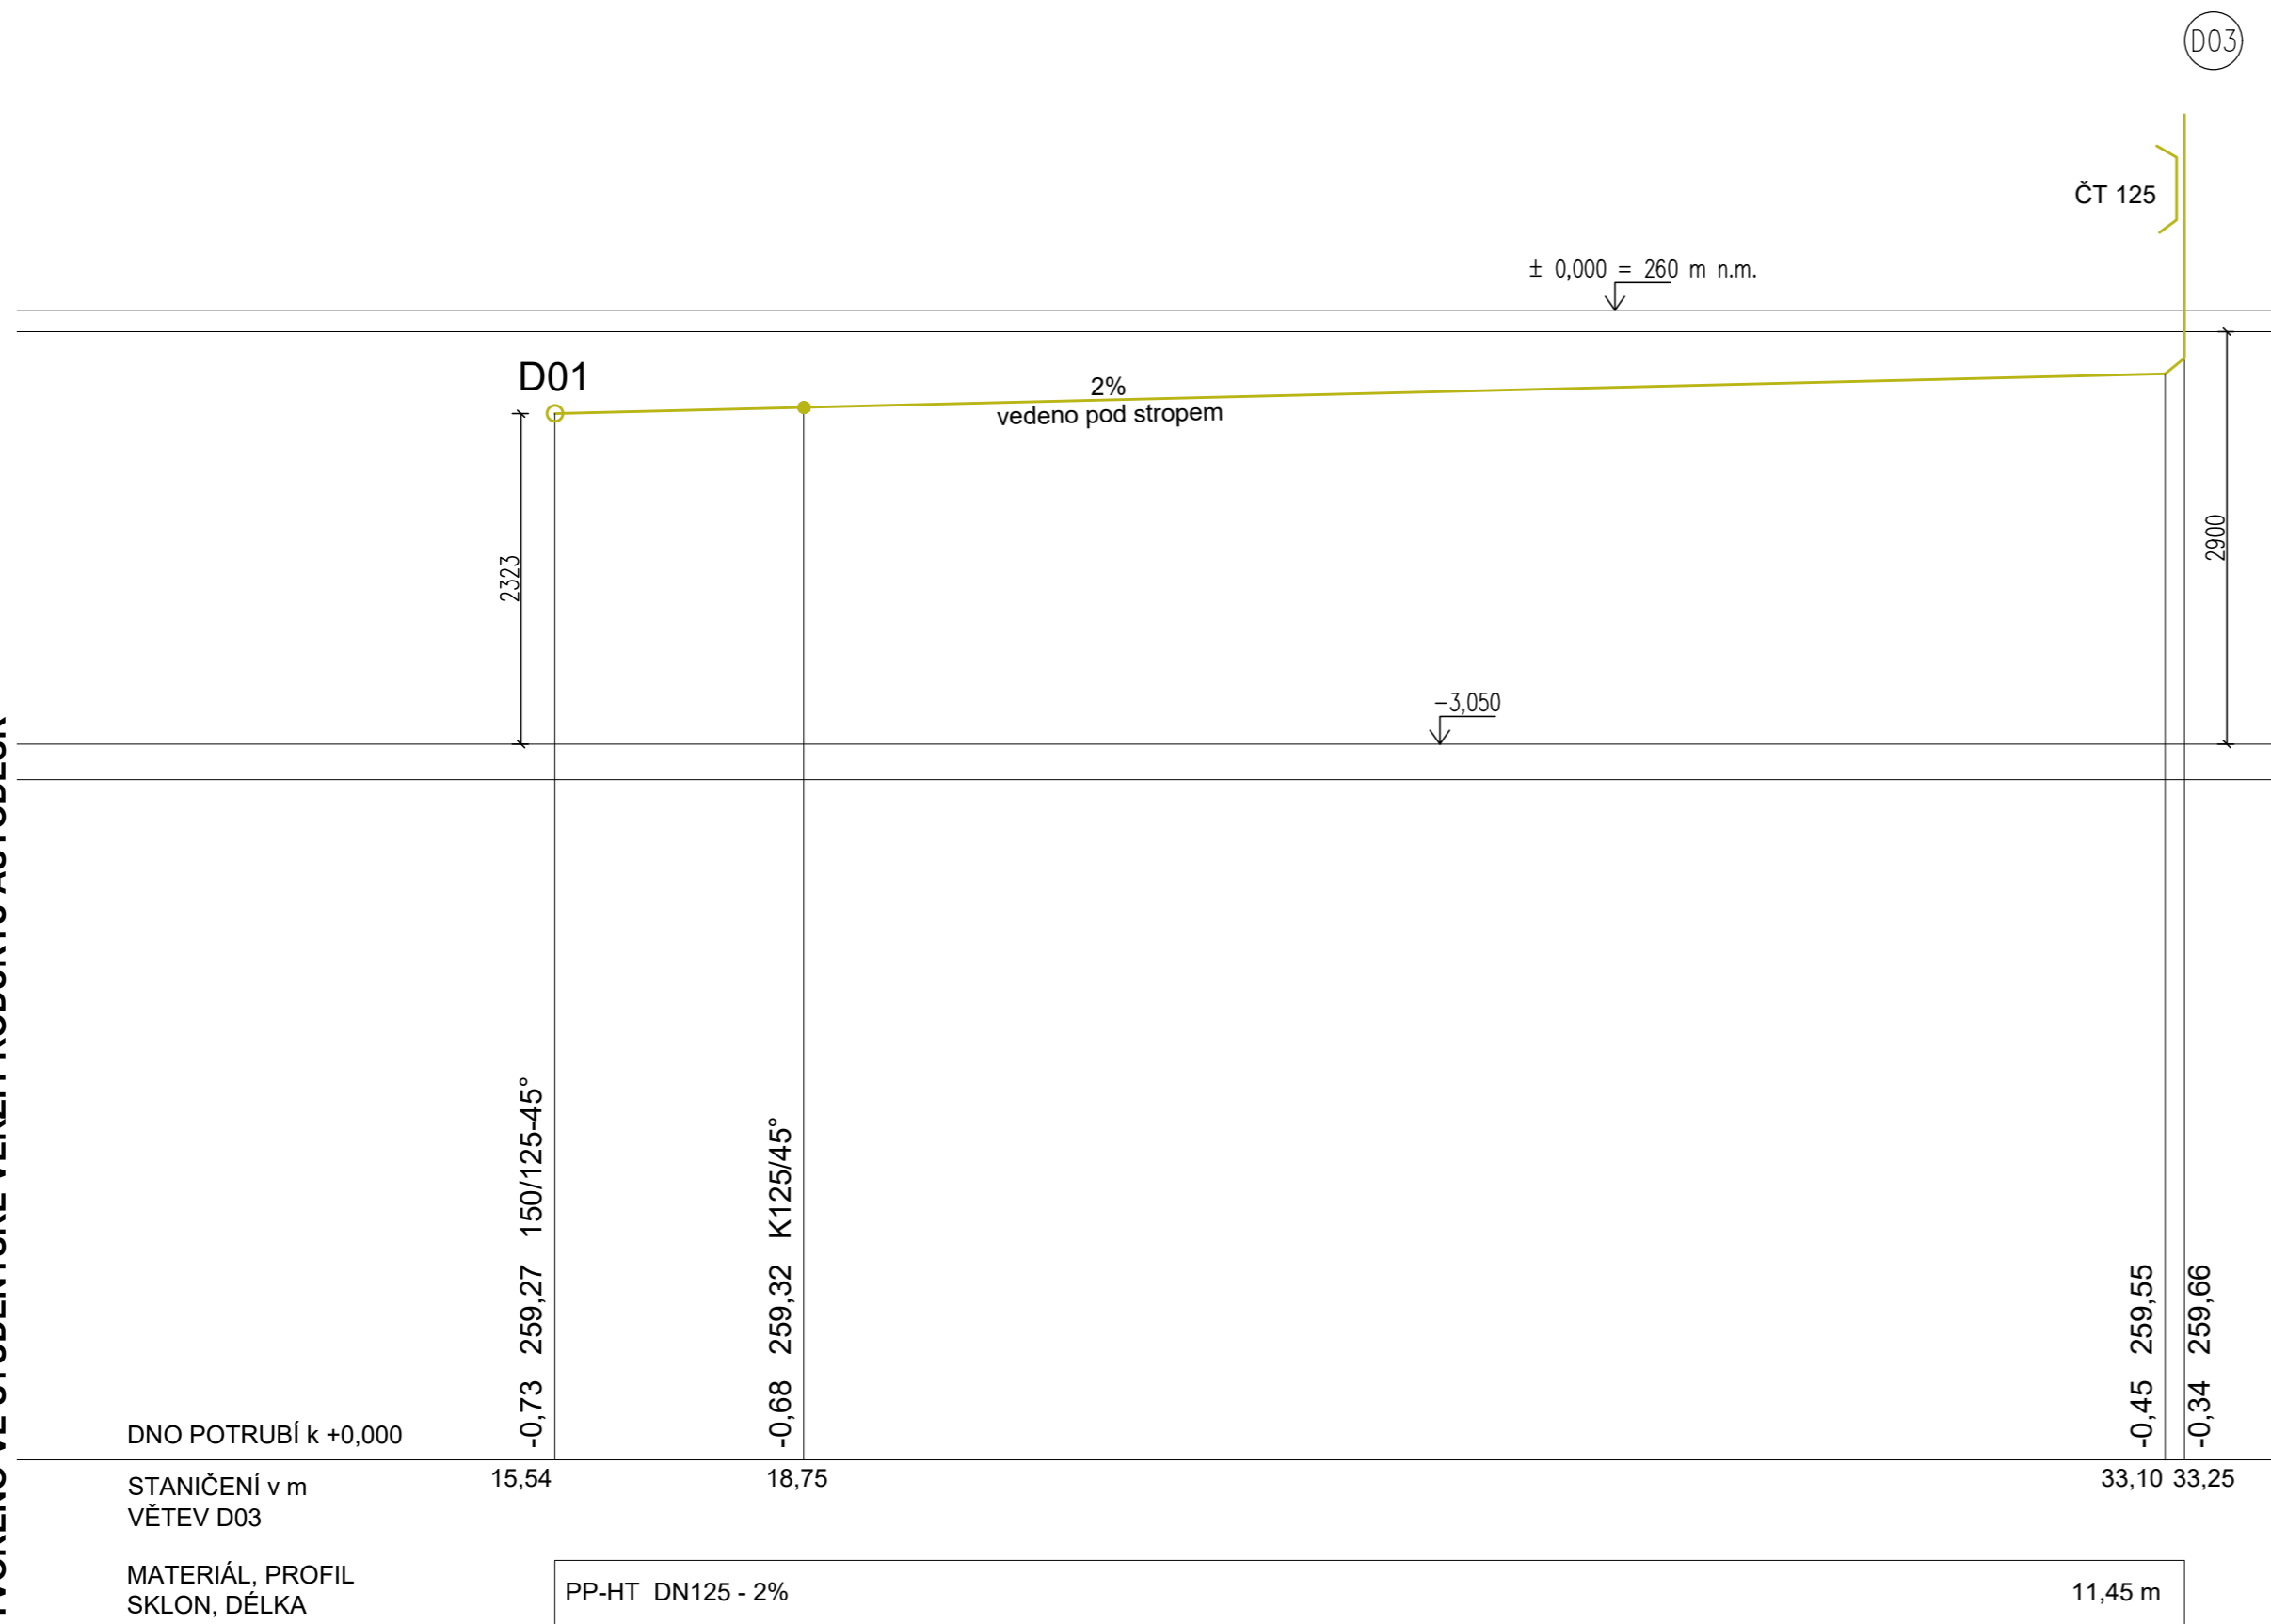 D03
ČT 125
± 0,000 = 260 m n.m.
D01
2%
vedeno pod stropem
2323
2900
-3,050
150/125-45°
K125/45°
259,27
259,32
259,55
259,66
-0,73
-0,68
-0,45
-0,34
DNO POTRUBÍ k +0,000
15,54
18,75
33,10
33,25
STANIČENÍ v m
VĚTEV D03
MATERIÁL, PROFIL
SKLON, DÉLKA
PP-HT DN125 - 2%
11,45 m